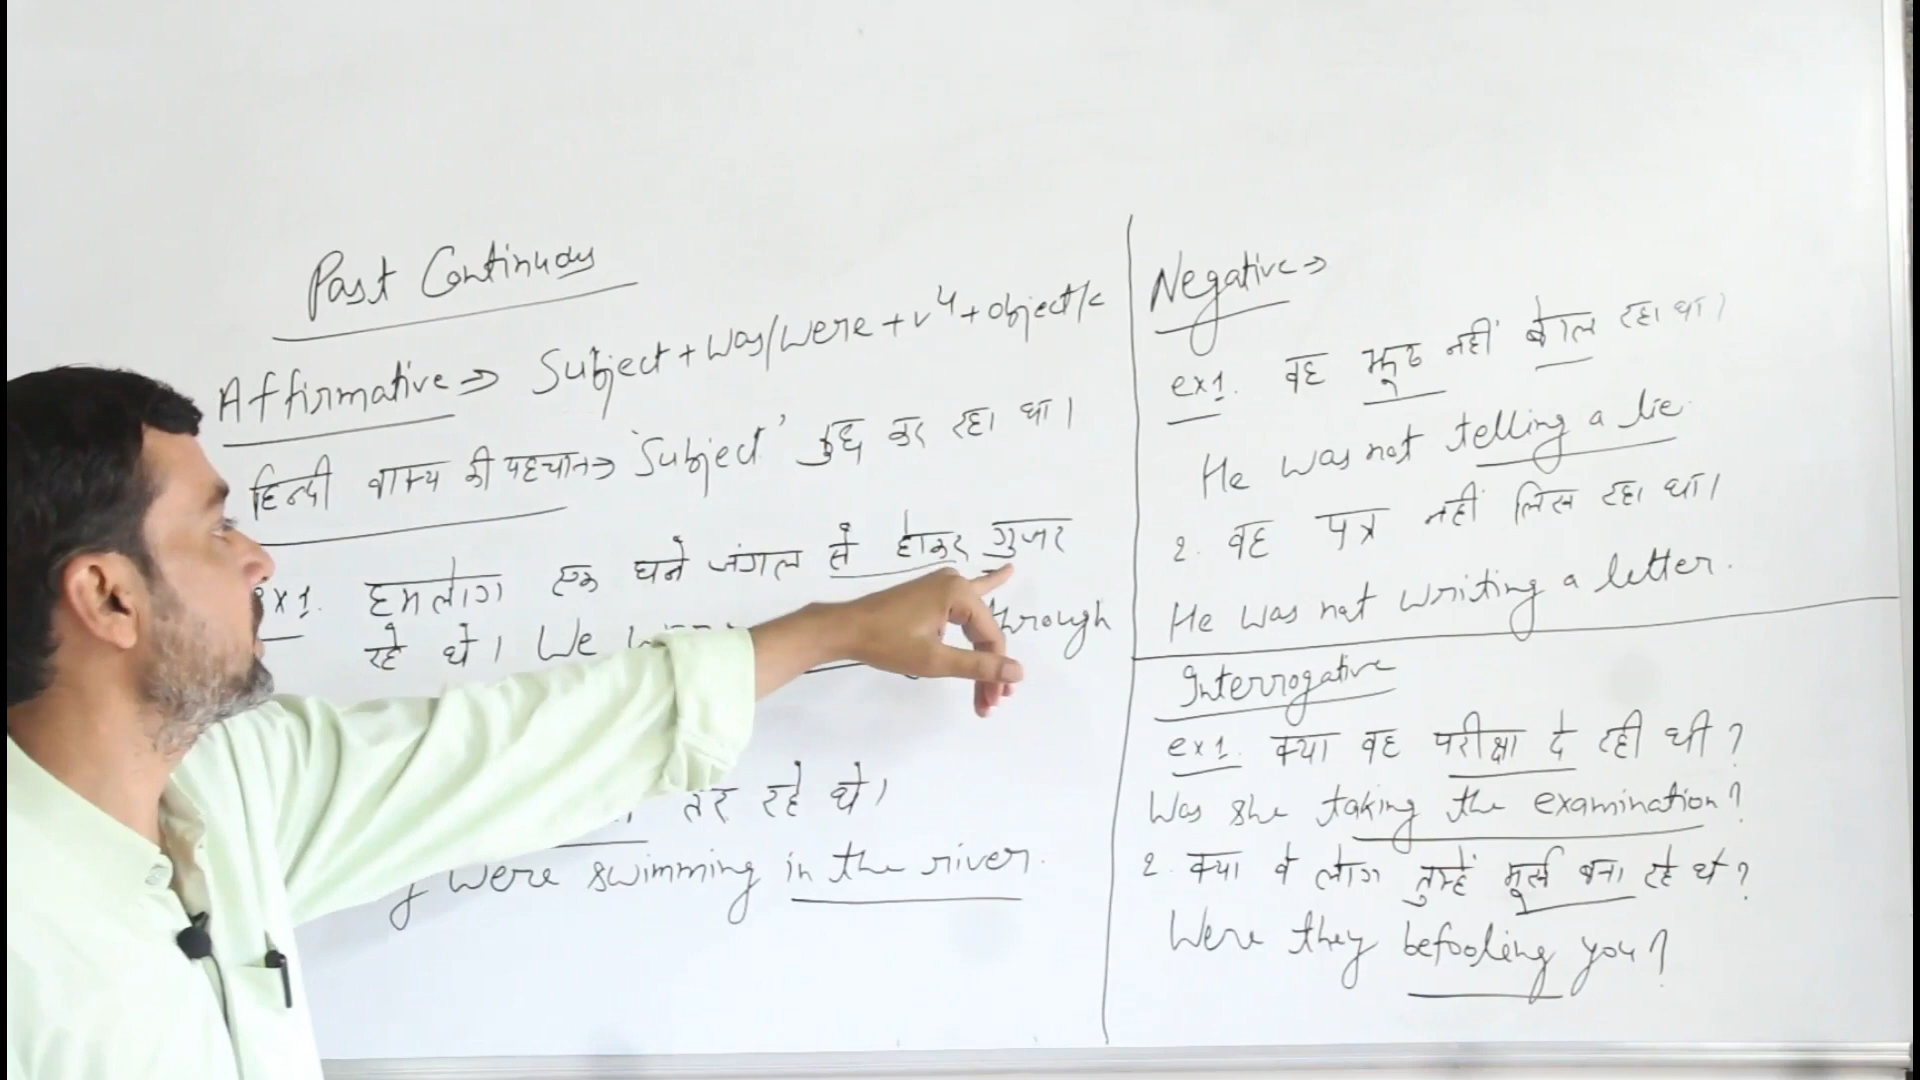 Past Continuous
Affirmative → Subject + was/were + v⁴ + object/c
हिन्दी वाक्य की पहचान → 'Subject' कुछ कर रहा था।
ex1. हमलोग एक घने जंगल से होकर गुजर
रहे थे। We through
तैर रहे थे।
were swimming in the river.
Negative →
ex1. वह झूठ नहीं बोल रहा था।
He was not telling a lie.
2. वह पत्र नहीं लिख रहा था।
He was not writing a letter.
Interrogative
ex1. क्या वह परीक्षा दे रही थी?
Was she taking the examination?
2. क्या वे लोग तुम्हें मूर्ख बना रहे थे?
Were they befooling you?